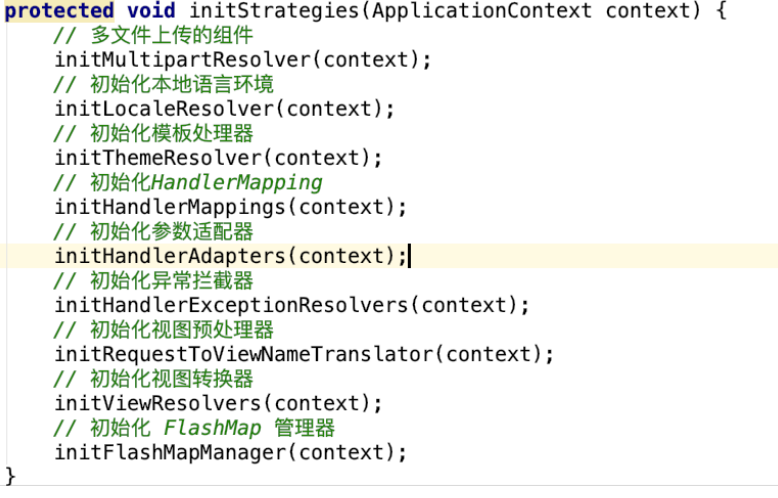 protected void initStrategies(ApplicationContext context) {
// 多文件上传的组件
initMultipartResolver(context);
// 初始化本地语言环境
initLocaleResolver(context);
// 初始化模板处理器
initThemeResolver(context);
// 初始化HandlerMapping
initHandlerMappings(context);
// 初始化参数适配器
initHandlerAdapters(context);
// 初始化异常拦截器
initHandlerExceptionResolvers(context);
// 初始化视图预处理器
initRequestToViewNameTranslator(context);
// 初始化视图转换器
initViewResolvers(context);
// 初始化 FlashMap 管理器
initFlashMapManager(context);
}